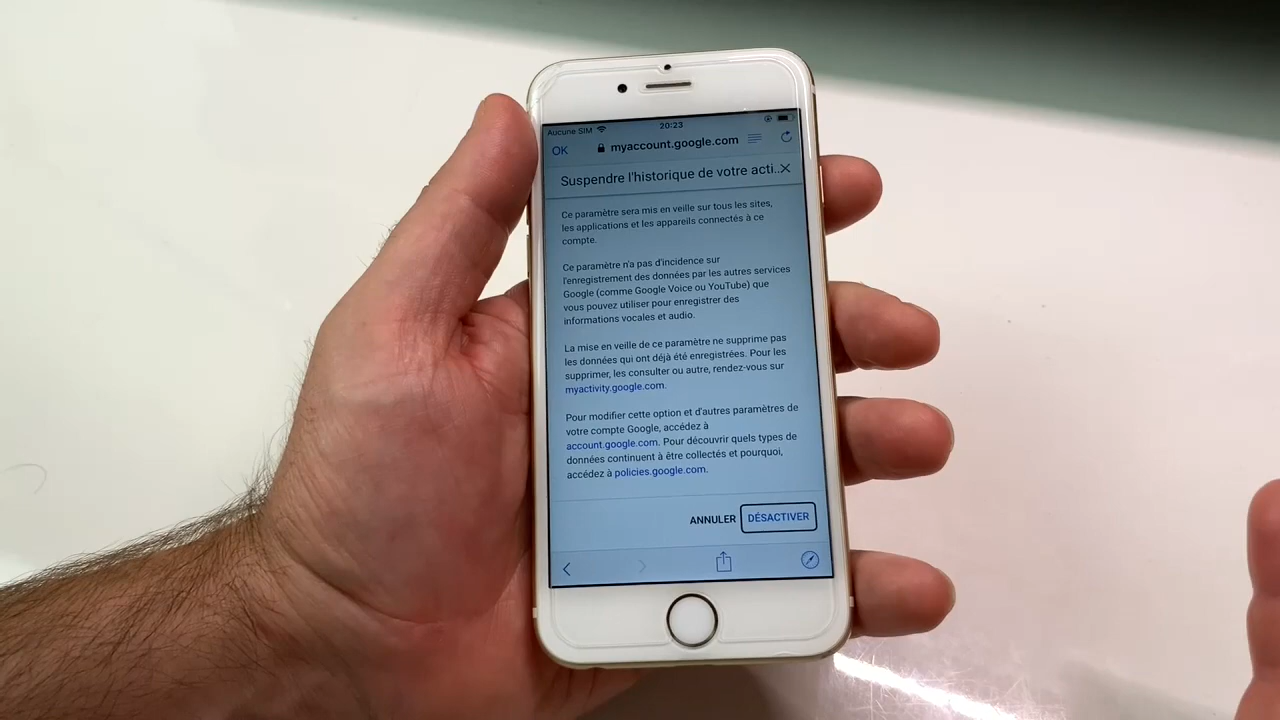 Aucune SIM 20:23
OK myaccount.google.com
Suspendre l'historique de votre acti..
Ce paramètre sera mis en veille sur tous les sites,
les applications et les appareils connectés à ce
compte.
Ce paramètre n'a pas d'incidence sur
l'enregistrement des données par les autres services
Google (comme Google Voice ou YouTube) que
vous pouvez utiliser pour enregistrer des
informations vocales et audio.
La mise en veille de ce paramètre ne supprime pas
les données qui ont déjà été enregistrées. Pour les
supprimer, les consulter ou autre, rendez-vous sur
myactivity.google.com.
Pour modifier cette option et d'autres paramètres de
votre compte Google, accédez à
account.google.com. Pour découvrir quels types de
données continuent à être collectés et pourquoi,
accédez à policies.google.com.
ANNULER DÉSACTIVER